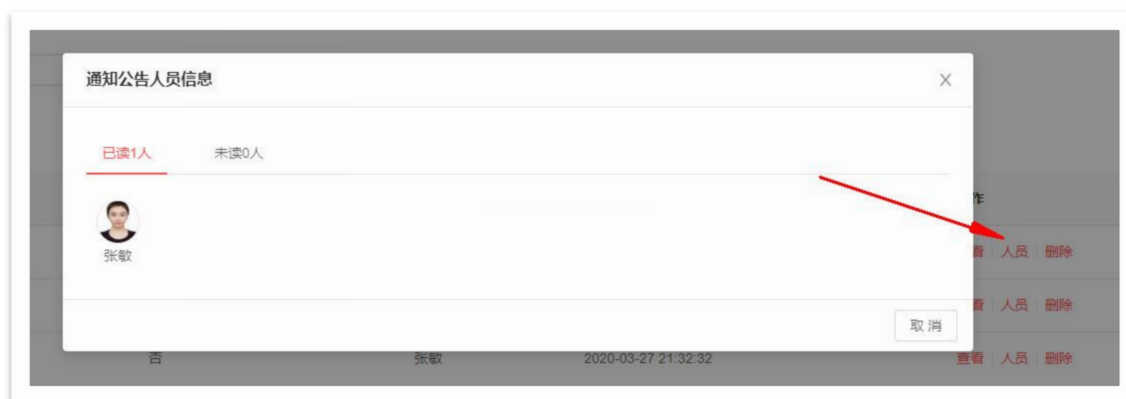 通知公告人员信息
已读1人 未读0人
作
张敏
看 人员 删除
看 人员 删除
取 消
否 张敏 2020-03-27 21:32:32 查看 人员 删除